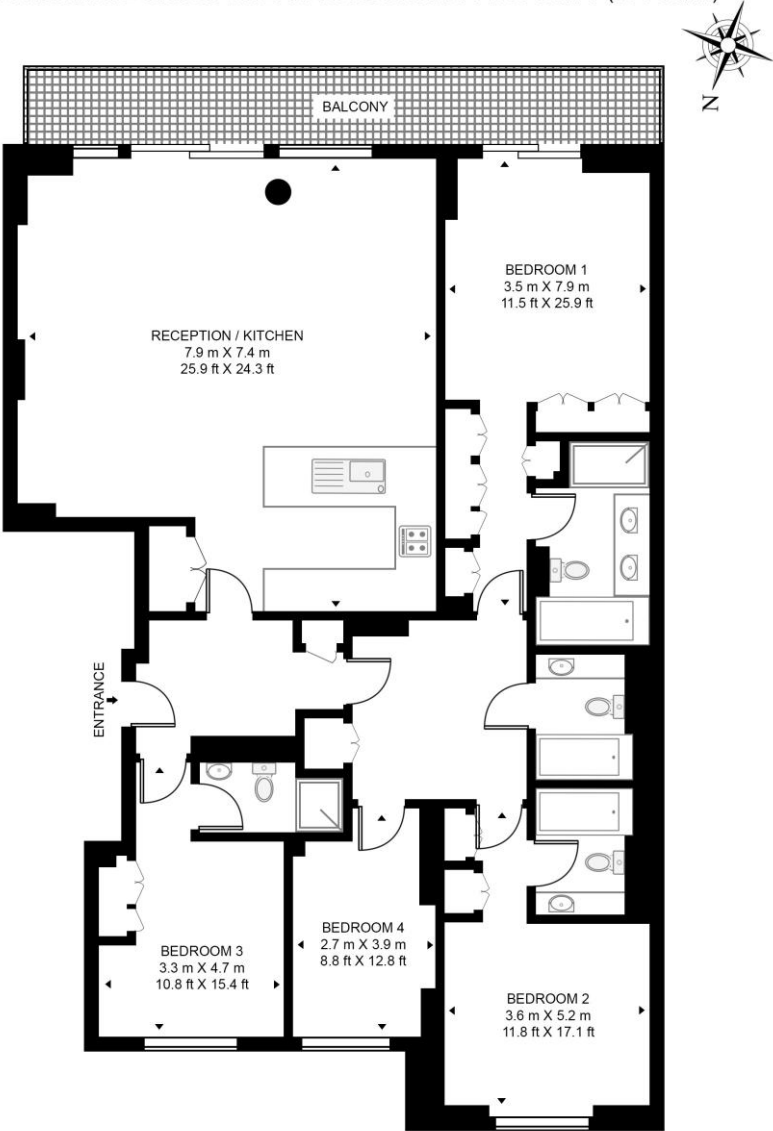 N
BALCONY
BEDROOM 1
3.5 m X 7.9 m
11.5 ft X 25.9 ft
RECEPTION / KITCHEN
7.9 m X 7.4 m
25.9 ft X 24.3 ft
ENTRANCE
BEDROOM 3
3.3 m X 4.7 m
10.8 ft X 15.4 ft
BEDROOM 4
2.7 m X 3.9 m
8.8 ft X 12.8 ft
BEDROOM 2
3.6 m X 5.2 m
11.8 ft X 17.1 ft